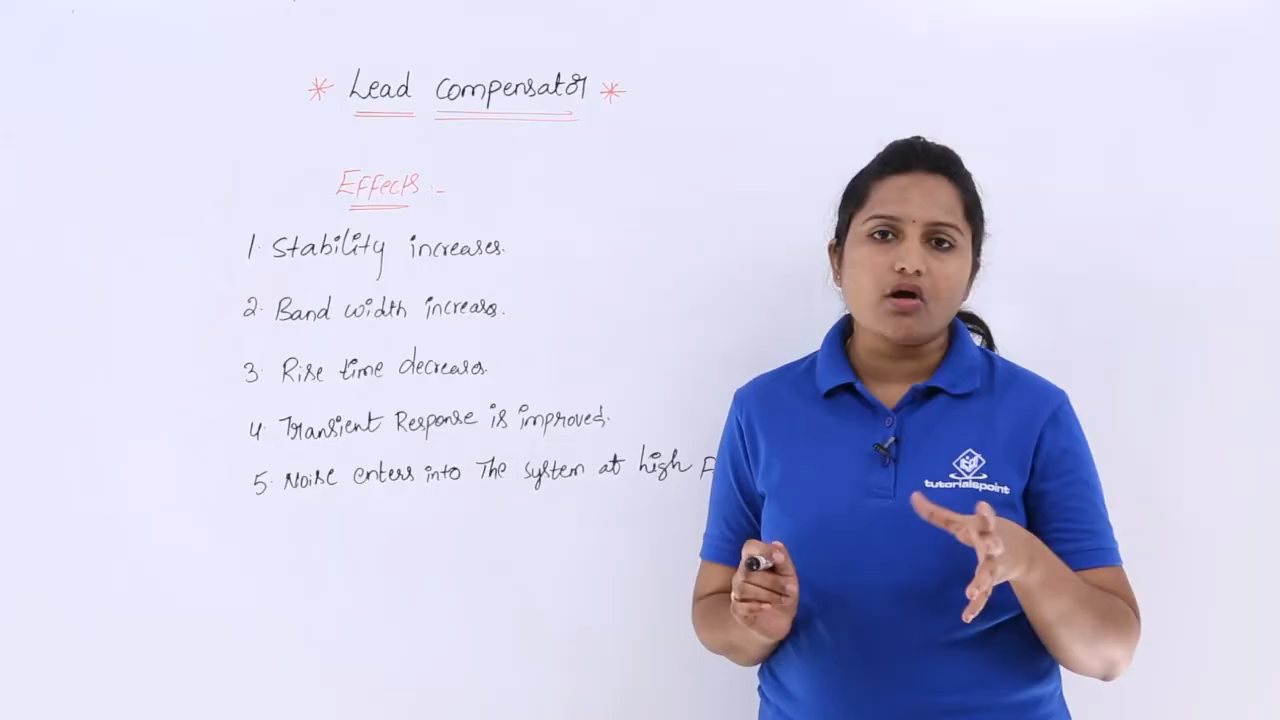 * Lead Compensator *
Effects :-
1. Stability increases.
2. Band width increases.
3. Rise time decreases.
4. Transient Response is improved.
5. Noise enters into The system at high F
tutorialspoint